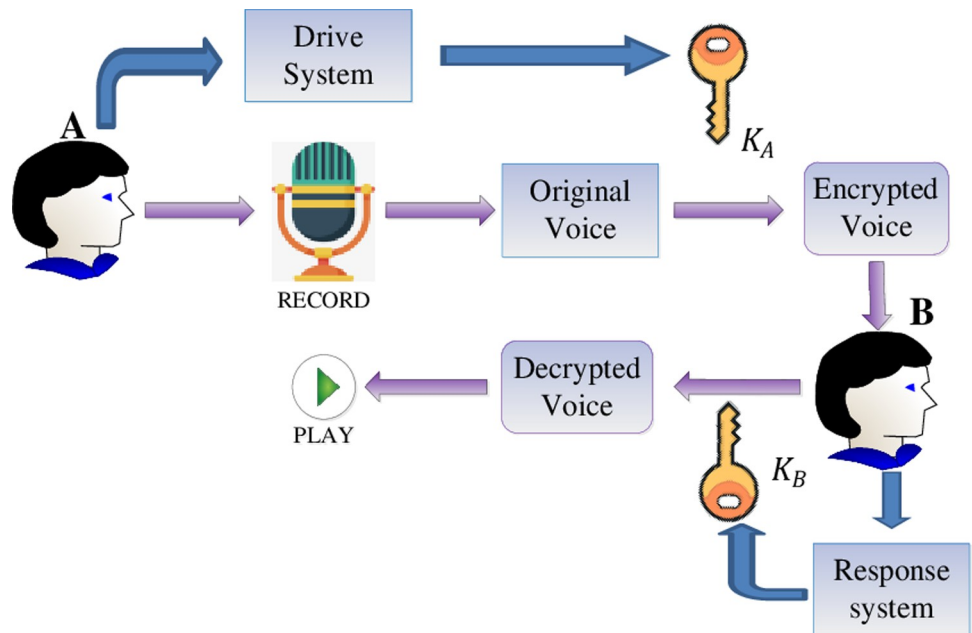 Drive
System
A
K_A
Original
Voice
Encrypted
Voice
RECORD
B
Decrypted
Voice
PLAY
K_B
Response
system